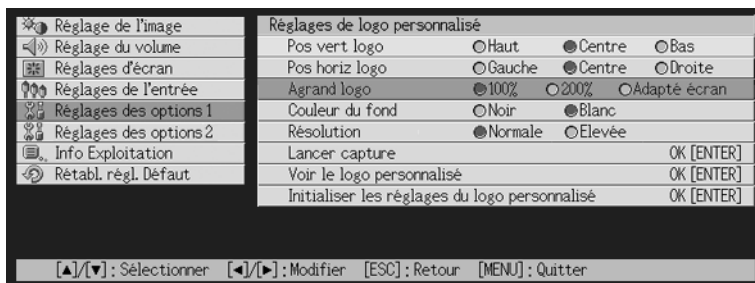 Réglage de l'image
Réglage du volume
Réglages d'écran
Réglages de l'entrée
Réglages des options 1
Réglages des options 2
Info Exploitation
Rétabl. régl. Défaut
Réglages de logo personnalisé
Pos vert logo Haut Centre Bas
Pos horiz logo Gauche Centre Droite
Agrand logo 100% 200% Adapté écran
Couleur du fond Noir Blanc
Résolution Normale Elevée
Lancer capture OK [ENTER]
Voir le logo personnalisé OK [ENTER]
Initialiser les réglages du logo personnalisé OK [ENTER]
[▲]/[▼] : Sélectionner [◄]/[►] : Modifier [ESC] : Retour [MENU] : Quitter